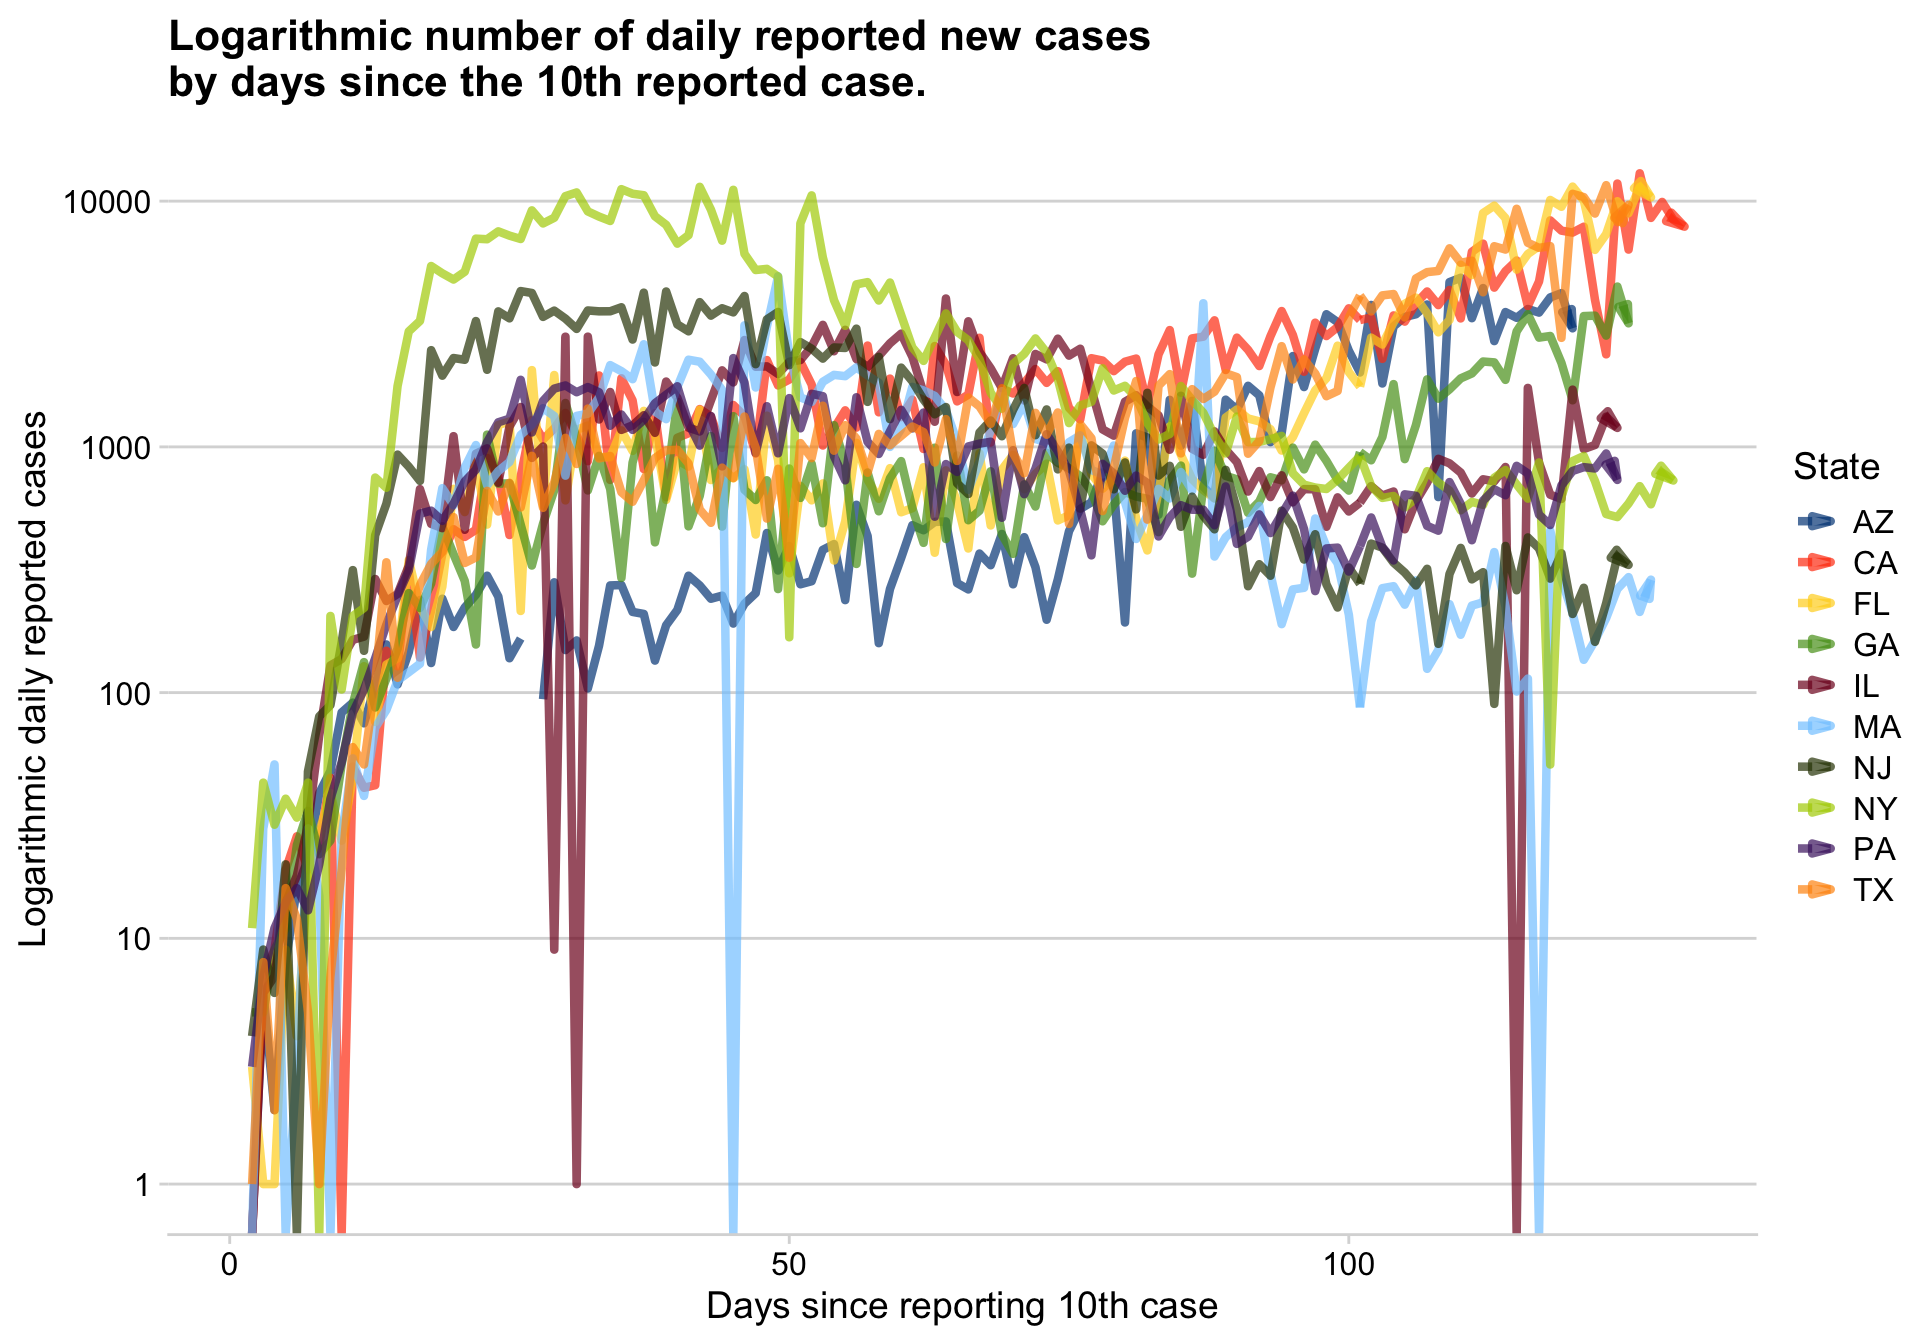 Logarithmic number of daily reported new cases
by days since the 10th reported case.
10000
1000
100
10
1
Logarithmic daily reported cases
0
50
100
Days since reporting 10th case
State
AZ
CA
FL
GA
IL
MA
NJ
NY
PA
TX